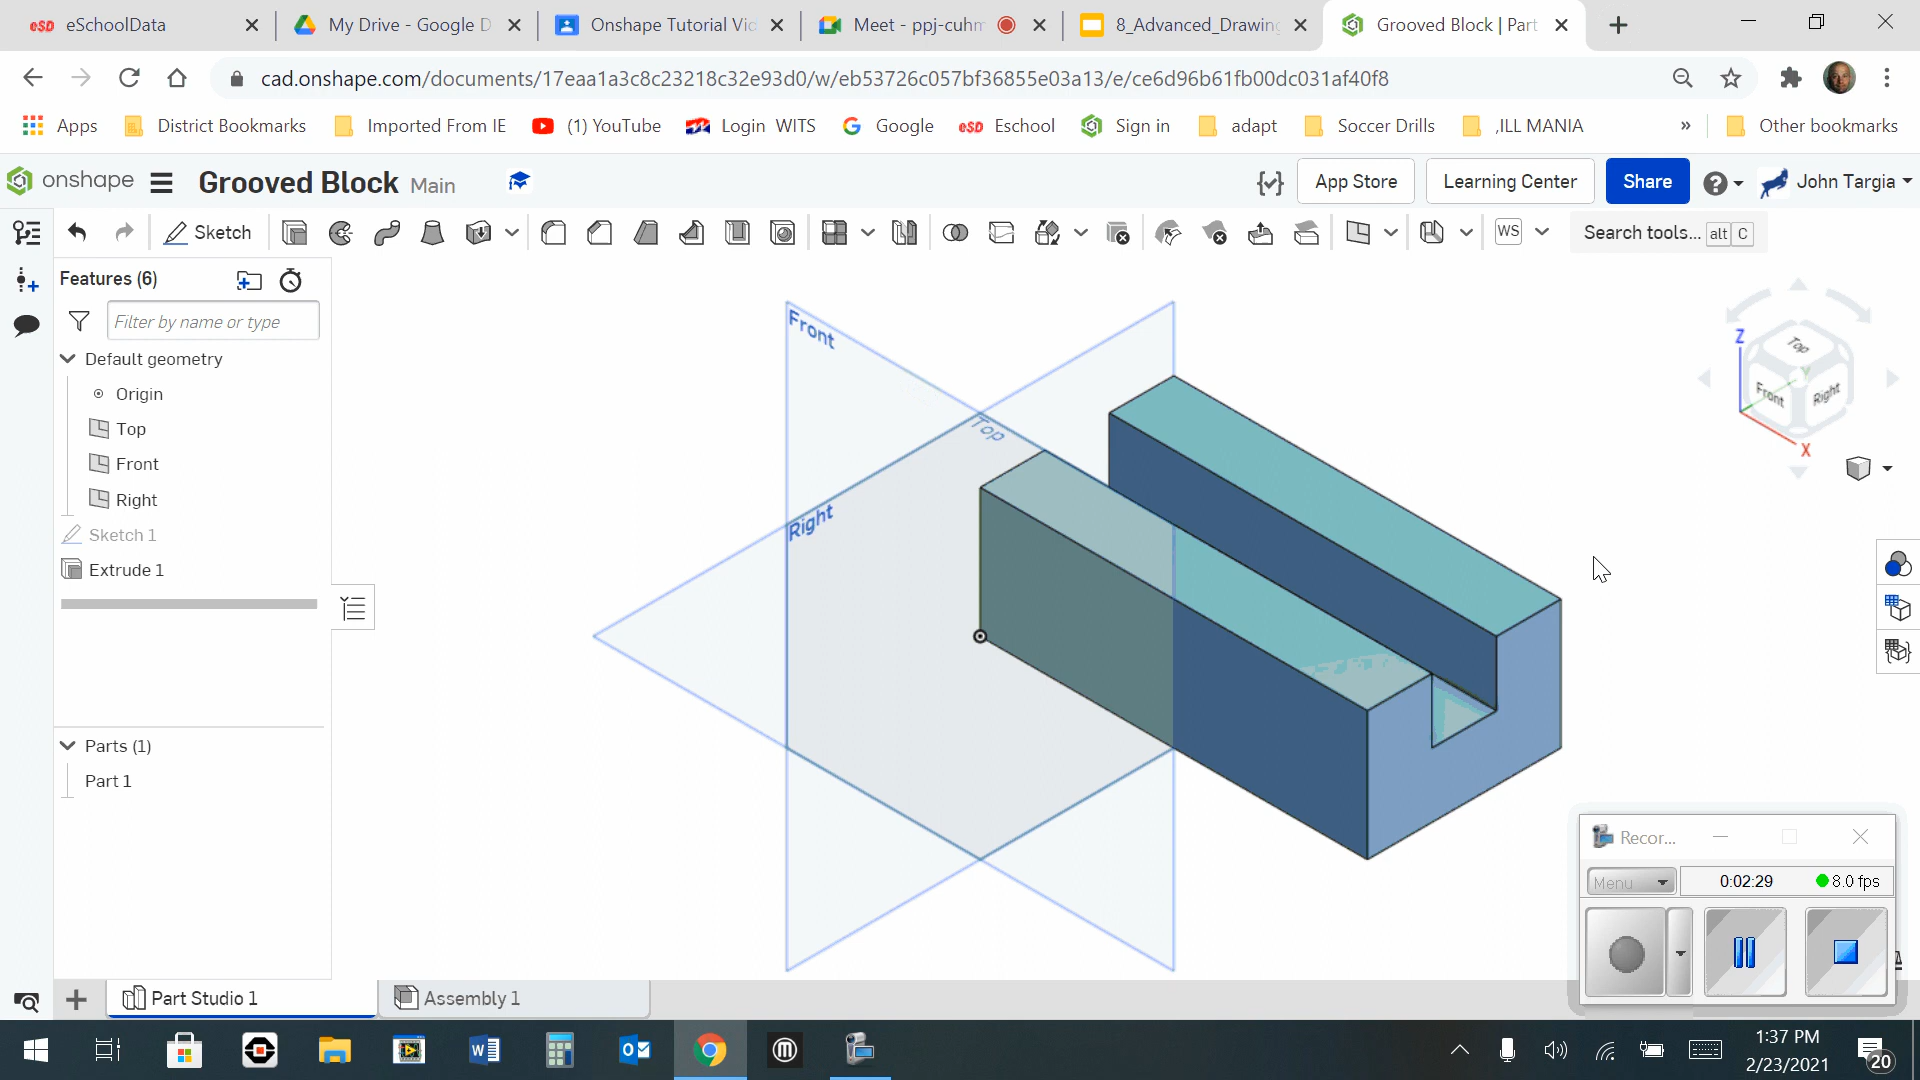 esd eSchoolData
My Drive - Google D
Onshape Tutorial Vid
Meet - ppj-cuhm
8_Advanced_Drawing
Grooved Block | Part
cad.onshape.com/documents/17eaa1a3c8c23218c32e93d0/w/eb53726c057bf36855e03a13/e/ce6d96b61fb00dc031af40f8
Apps
District Bookmarks
Imported From IE
(1) YouTube
Login WITS
Google
esd Eschool
Sign in
adapt
Soccer Drills
,ILL MANIA
»
Other bookmarks
onshape
Grooved Block Main
App Store
Learning Center
Share
John Targia
Sketch
WS
Search tools... alt C
Features (6)
Filter by name or type
Default geometry
Origin
Top
Front
Right
Sketch 1
Extrude 1
Parts (1)
Part 1
Front
Top
Right
Z
Top
Y
Front
Right
X
Recor...
Menu
0:02:29
8.0 fps
Part Studio 1
Assembly 1
1:37 PM
2/23/2021
20